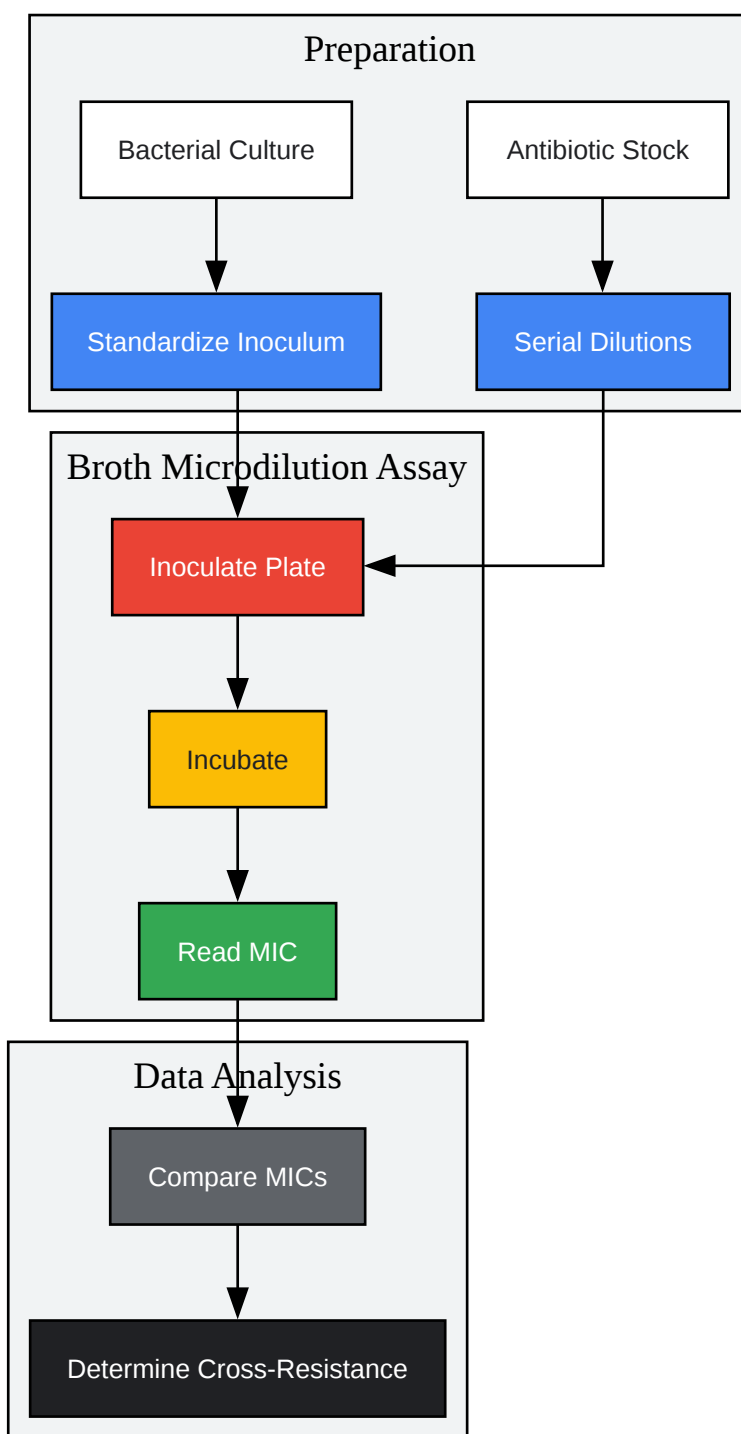 Preparation
Bacterial Culture
Antibiotic Stock
Standardize Inoculum
Serial Dilutions
Broth Microdilution Assay
Inoculate Plate
Incubate
Read MIC
Data Analysis
Compare MICs
Determine Cross-Resistance